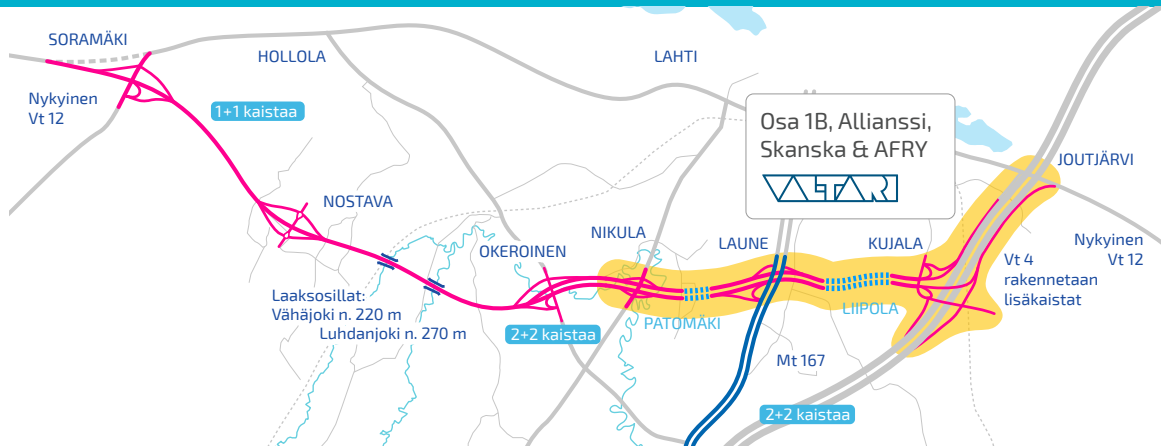 SORAMÄKI
HOLLOLA
LAHTI
Nykyinen
Vt 12
1+1 kaistaa
Osa 1B, Allianssi,
Skanska & AFRY
VALTARI
JOUTJÄRVI
NOSTAVA
OKEROINEN
NIKULA
LAUNE
KUJALA
Nykyinen
Vt 12
Vt 4
rakennetaan
lisäkaistat
Laaksosillat:
Vähäjoki n. 220 m
Luhdanjoki n. 270 m
2+2 kaistaa
PATOMÄKI
LIIPOLA
Mt 167
2+2 kaistaa